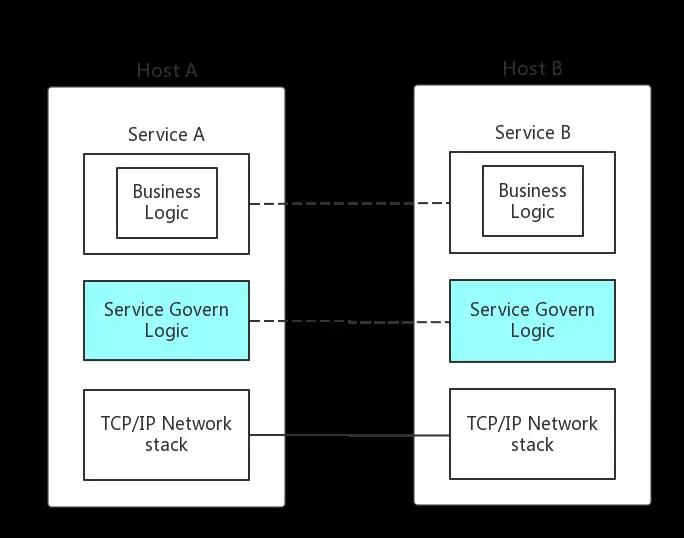 Host A
Host B
Service A
Business
Logic
Service Govern
Logic
TCP/IP Network
stack
Service B
Business
Logic
Service Govern
Logic
TCP/IP Network
stack